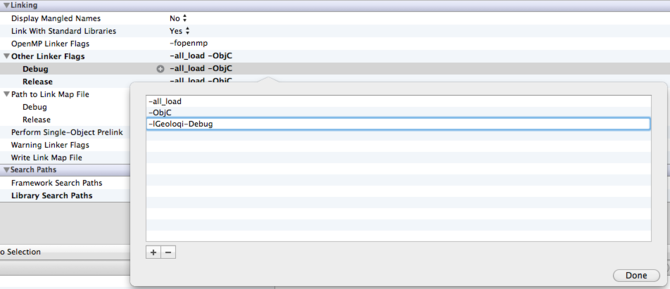 Linking
Display Mangled Names No
Link With Standard Libraries Yes
OpenMP Linker Flags -fopenmp
Other Linker Flags -all_load -ObjC
Debug -all_load -ObjC
Release -all_load -ObjC
Path to Link Map File
Debug
Release
Perform Single-Object Prelink
Warning Linker Flags
Write Link Map File
Search Paths
Framework Search Paths
Library Search Paths
o Selection
-all_load
-ObjC
-lGeoloqi-Debug
+ −
Done